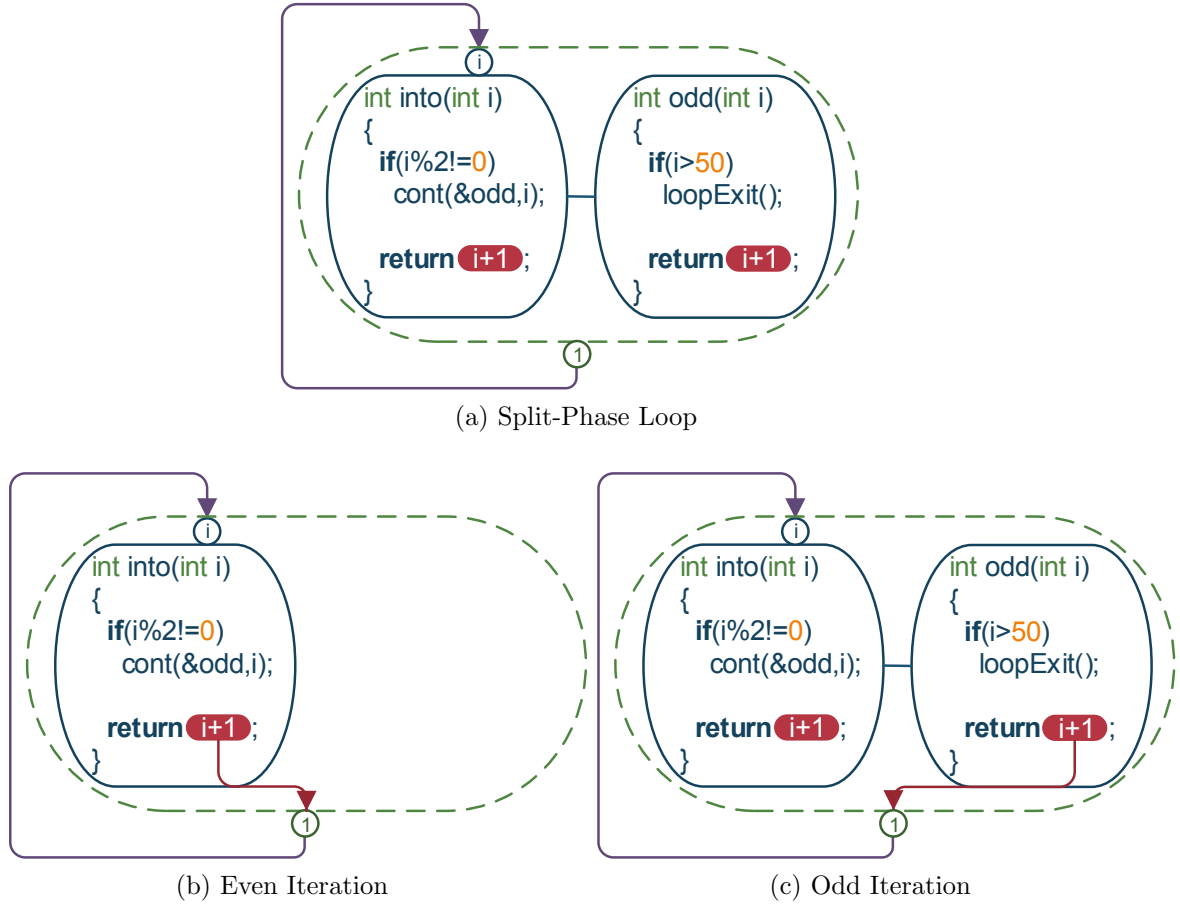 i
int into(int i)
{
if(i%2!=0)
cont(&odd,i);
return i+1;
}
int odd(int i)
{
if(i>50)
loopExit();
return i+1;
}
1
(a) Split-Phase Loop
i
int into(int i)
{
if(i%2!=0)
cont(&odd,i);
return i+1;
}
1
(b) Even Iteration
i
int into(int i)
{
if(i%2!=0)
cont(&odd,i);
return i+1;
}
int odd(int i)
{
if(i>50)
loopExit();
return i+1;
}
1
(c) Odd Iteration